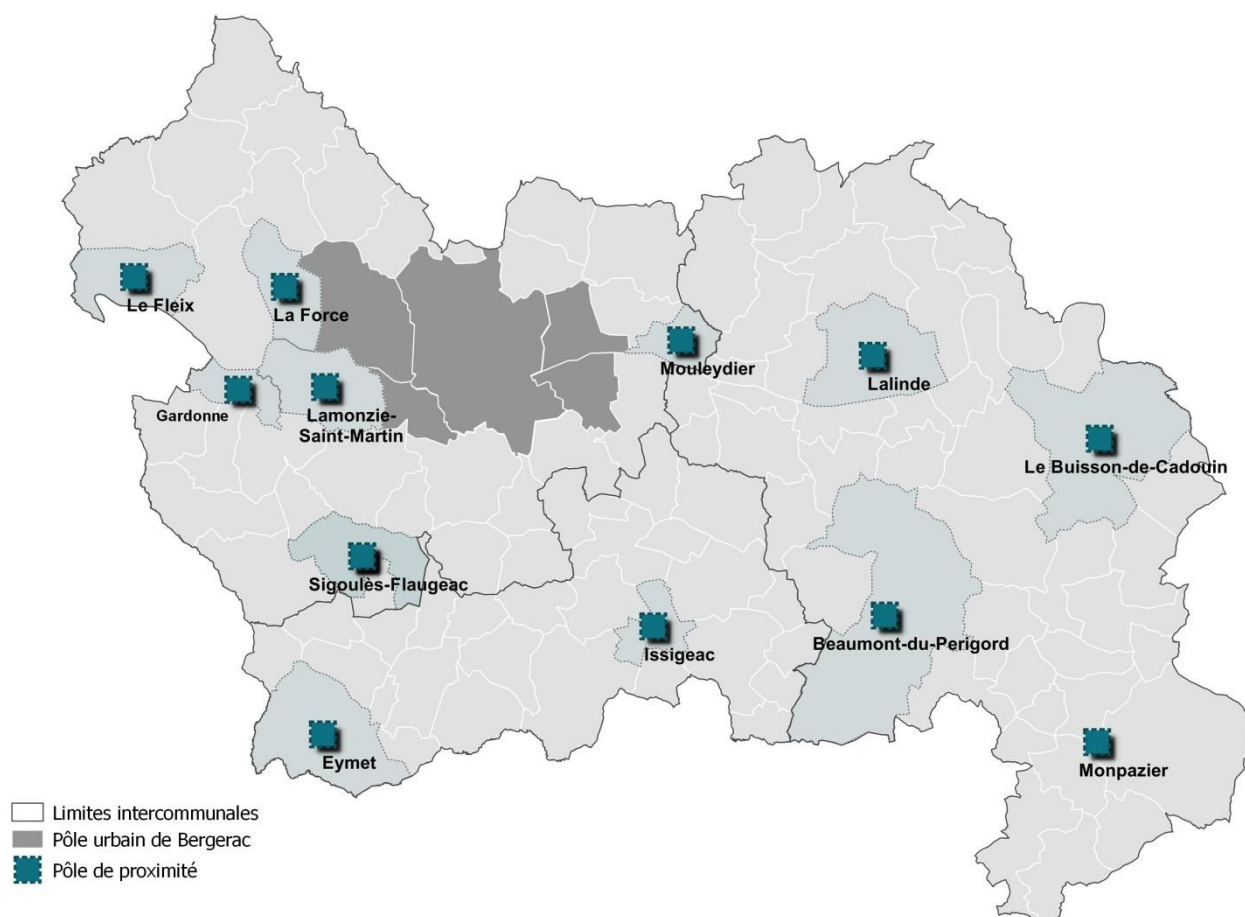 Le Fleix
La Force
Mouleydier
Lalinde
Gardonne
Lamonzie-
Saint-Martin
Le Buisson-de-Cadouin
Sigoulès-Flaugeac
Issigeac
Beaumont-du-Perigord
Eymet
Monpazier
Limites intercommunales
Pôle urbain de Bergerac
Pôle de proximité